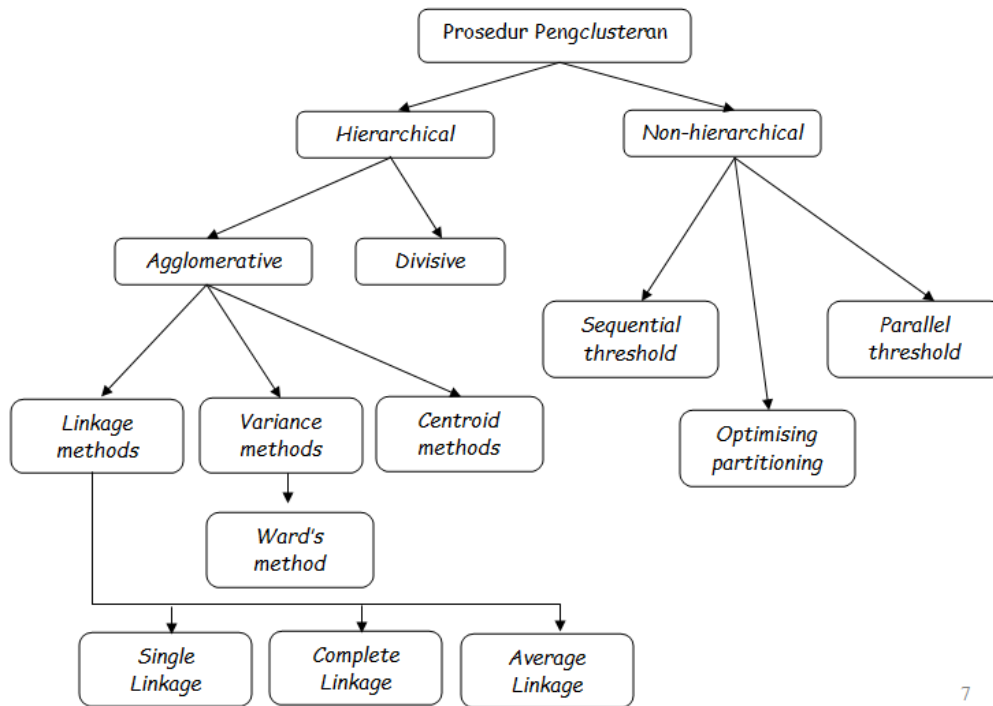 Prosedur Pengclusteran
Hierarchical
Non-hierarchical
Agglomerative
Divisive
Sequential
threshold
Parallel
threshold
Linkage
methods
Variance
methods
Centroid
methods
Optimising
partitioning
Ward's
method
Single
Linkage
Complete
Linkage
Average
Linkage
7